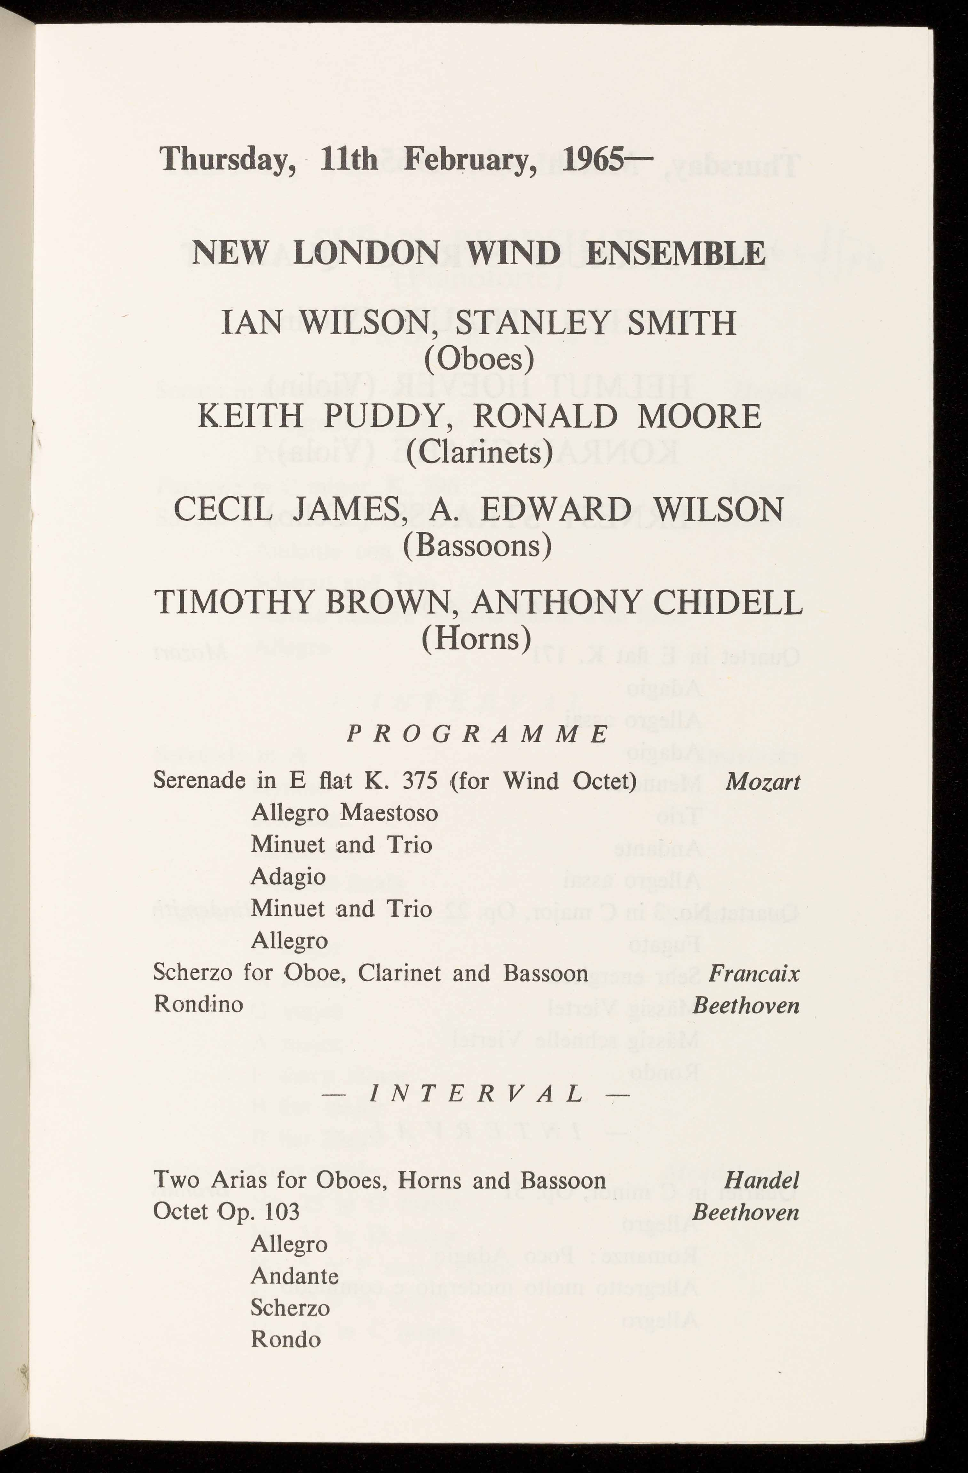 Thursday, 11th February, 1965—
NEW LONDON WIND ENSEMBLE
IAN WILSON, STANLEY SMITH
(Oboes)
KEITH PUDDY, RONALD MOORE
(Clarinets)
CECIL JAMES, A. EDWARD WILSON
(Bassoons)
TIMOTHY BROWN, ANTHONY CHIDELL
(Horns)
PROGRAMME
Serenade in E flat K. 375 (for Wind Octet) Mozart
Allegro Maestoso
Minuet and Trio
Adagio
Minuet and Trio
Allegro
Scherzo for Oboe, Clarinet and Bassoon Francaix
Rondino Beethoven
— INTERVAL —
Two Arias for Oboes, Horns and Bassoon Handel
Octet Op. 103 Beethoven
Allegro
Andante
Scherzo
Rondo